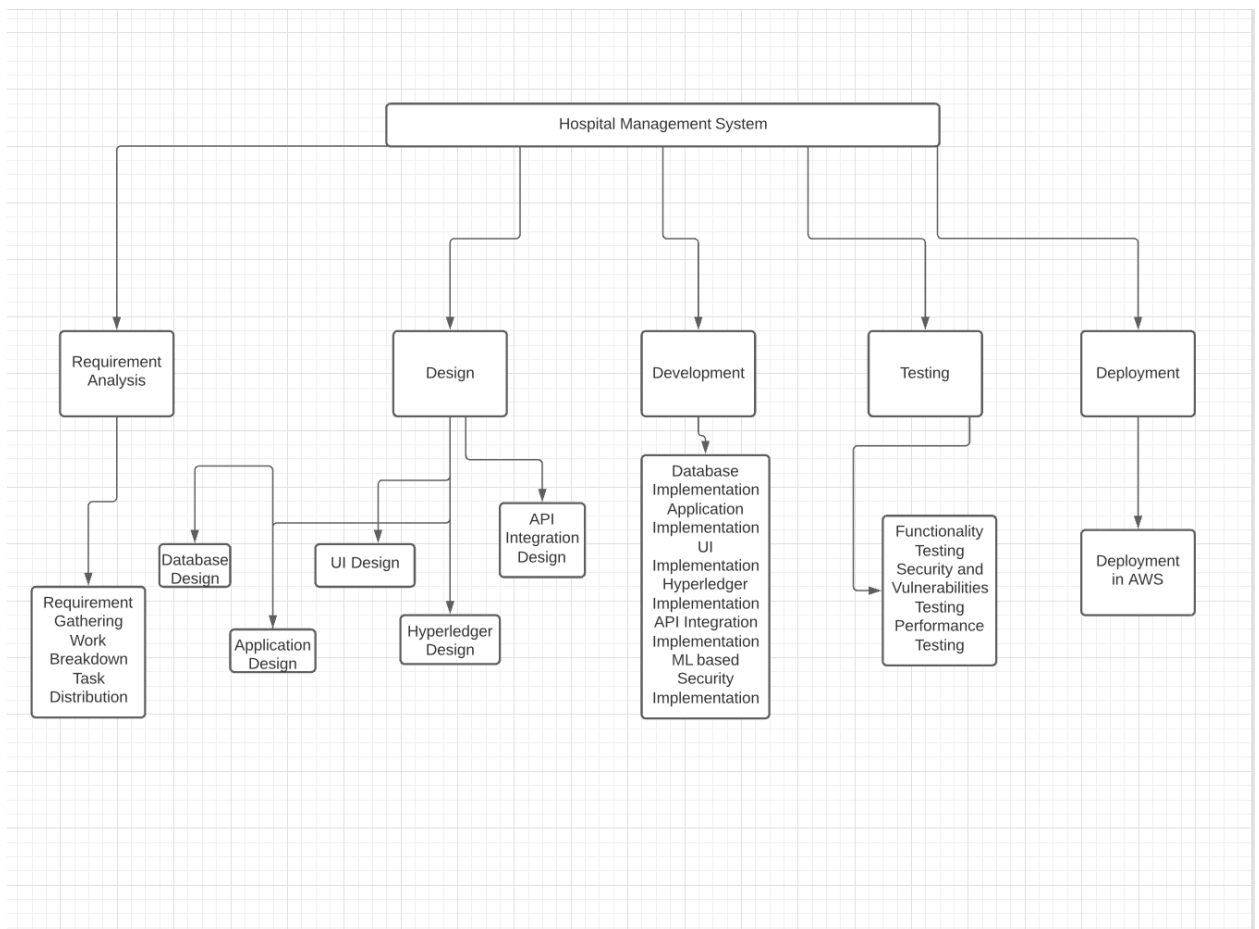 Hospital Management System
Requirement
Analysis
Design
Development
Testing
Deployment
Requirement
Gathering
Work
Breakdown
Task
Distribution
Database
Design
Application
Design
UI Design
Hyperledger
Design
API
Integration
Design
Database
Implementation
Application
Implementation
UI
Implementation
Hyperledger
Implementation
API Integration
Implementation
ML based
Security
Implementation
Functionality
Testing
Security and
Vulnerabilities
Testing
Performance
Testing
Deployment
in AWS